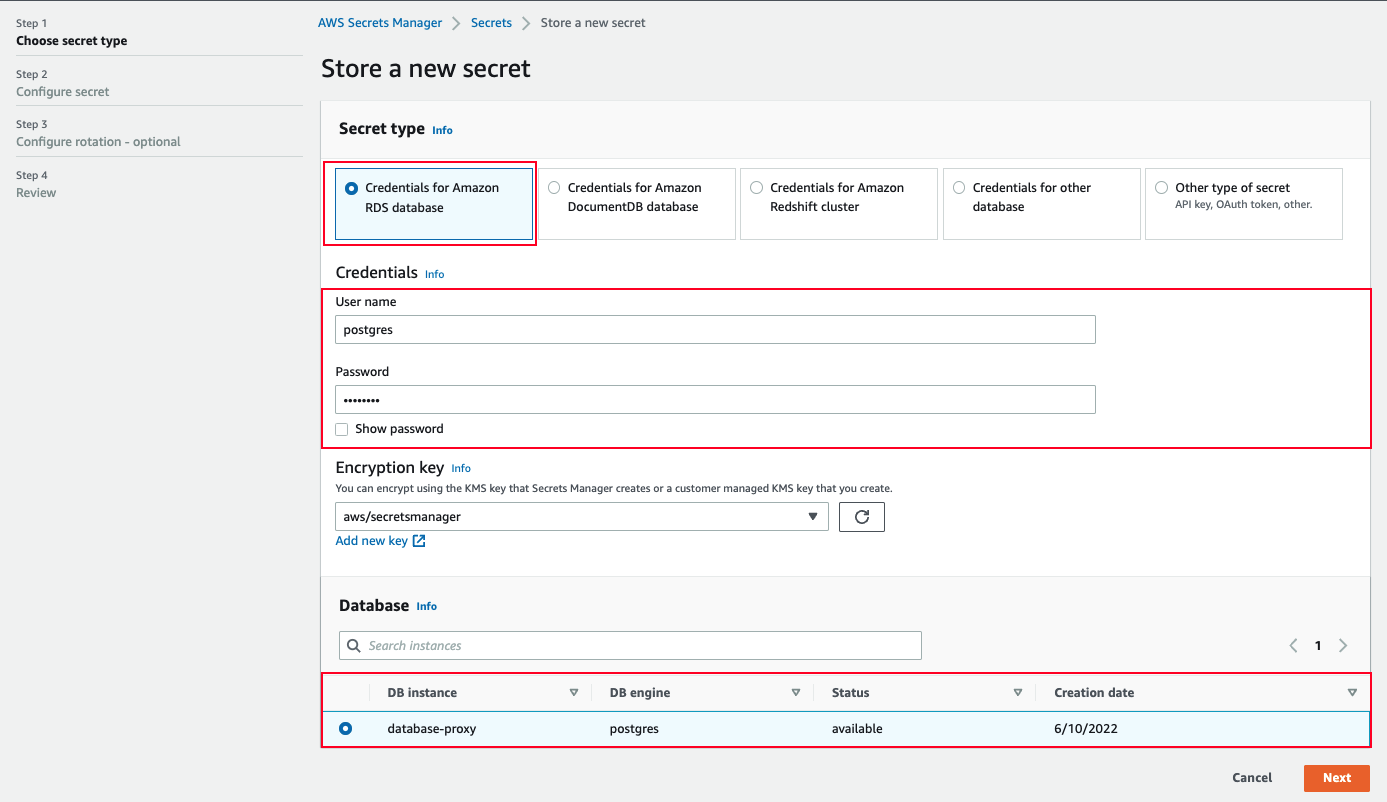 Step 1
Choose secret type
Step 2
Configure secret
Step 3
Configure rotation - optional
Step 4
Review
AWS Secrets Manager > Secrets > Store a new secret
Store a new secret
Secret type Info
Credentials for Amazon
RDS database
Credentials for Amazon
DocumentDB database
Credentials for Amazon
Redshift cluster
Credentials for other
database
Other type of secret
API key, OAuth token, other.
Credentials Info
User name
postgres
Password
••••••••
Show password
Encryption key Info
You can encrypt using the KMS key that Secrets Manager creates or a customer managed KMS key that you create.
aws/secretsmanager
Add new key
Database Info
Search instances
1
DB instance DB engine Status Creation date
database-proxy postgres available 6/10/2022
Cancel Next